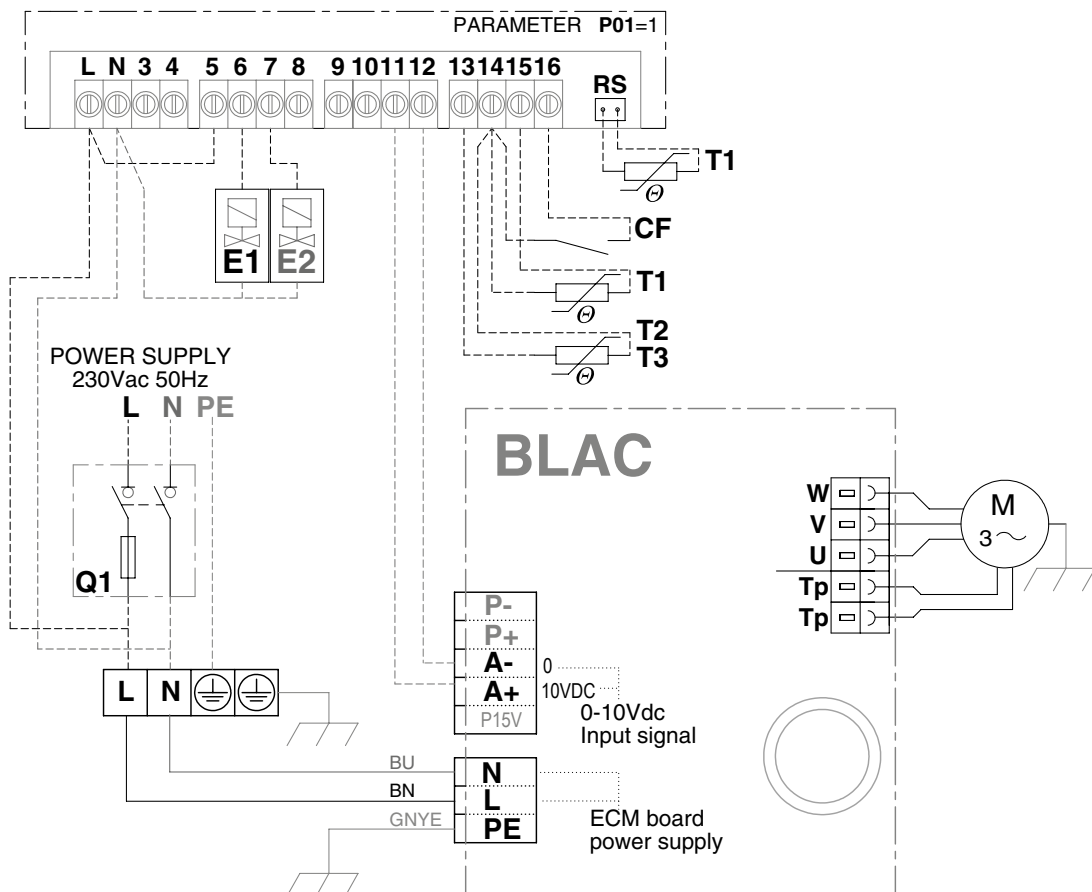 PARAMETER P01=1
L N 3 4 5 6 7 8 9 10 11 12 13 14 15 16
RS
T1
Θ
CF
E1 E2
T1
Θ
T2
T3
Θ
POWER SUPPLY
230Vac 50Hz
L N PE
BLAC
W
V
U
Tp
Tp
M
3
Q1
P-
P+
A- 0
A+ 10VDC
P15V
0-10Vdc
Input signal
L N
BU
BN
GNYE
N
L
PE
ECM board
power supply